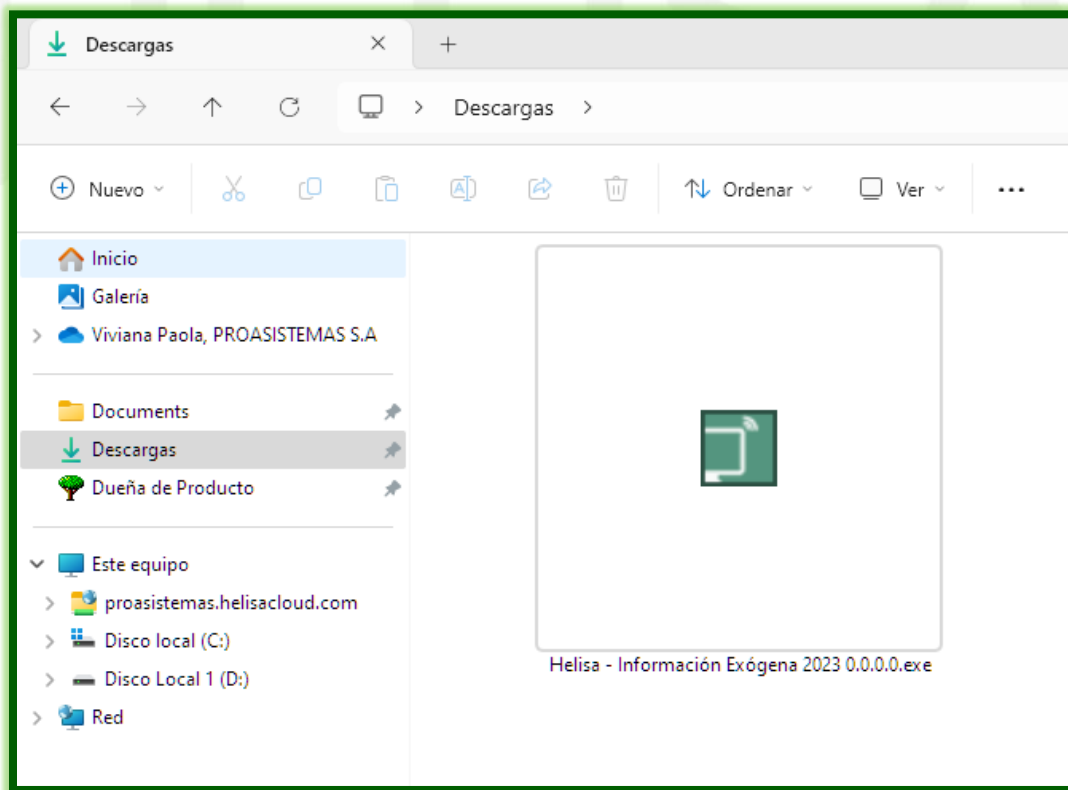 Descargas
Descargas
Nuevo
Ordenar
Ver
Inicio
Galería
Viviana Paola, PROASISTEMAS S.A
Documents
Descargas
Dueña de Producto
Este equipo
proasistemas.helisacloud.com
Disco local (C:)
Disco Local 1 (D:)
Red
Helisa - Información Exógena 2023 0.0.0.0.exe